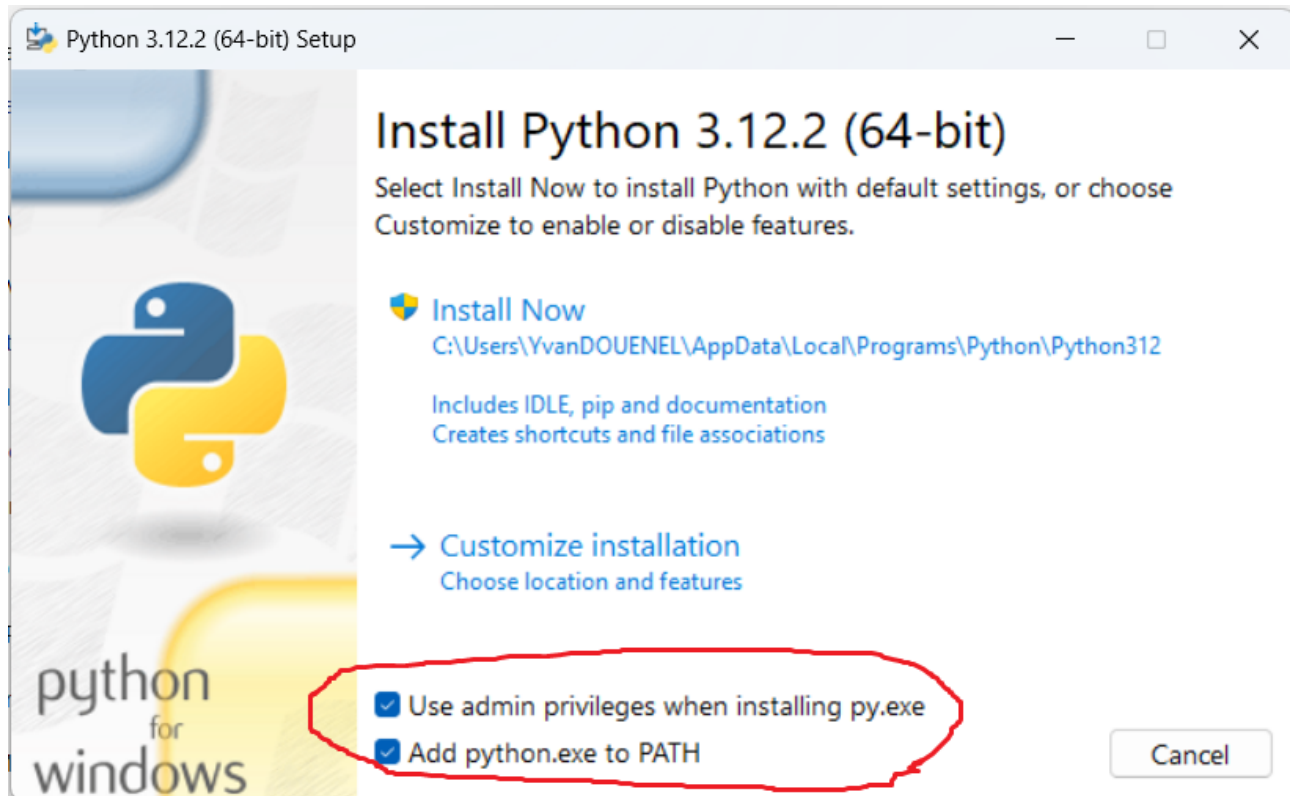 Python 3.12.2 (64-bit) Setup
Install Python 3.12.2 (64-bit)
Select Install Now to install Python with default settings, or choose
Customize to enable or disable features.
Install Now
C:\Users\YvanDOUENEL\AppData\Local\Programs\Python\Python312
Includes IDLE, pip and documentation
Creates shortcuts and file associations
Customize installation
Choose location and features
python
for
windows
Use admin privileges when installing py.exe
Add python.exe to PATH
Cancel